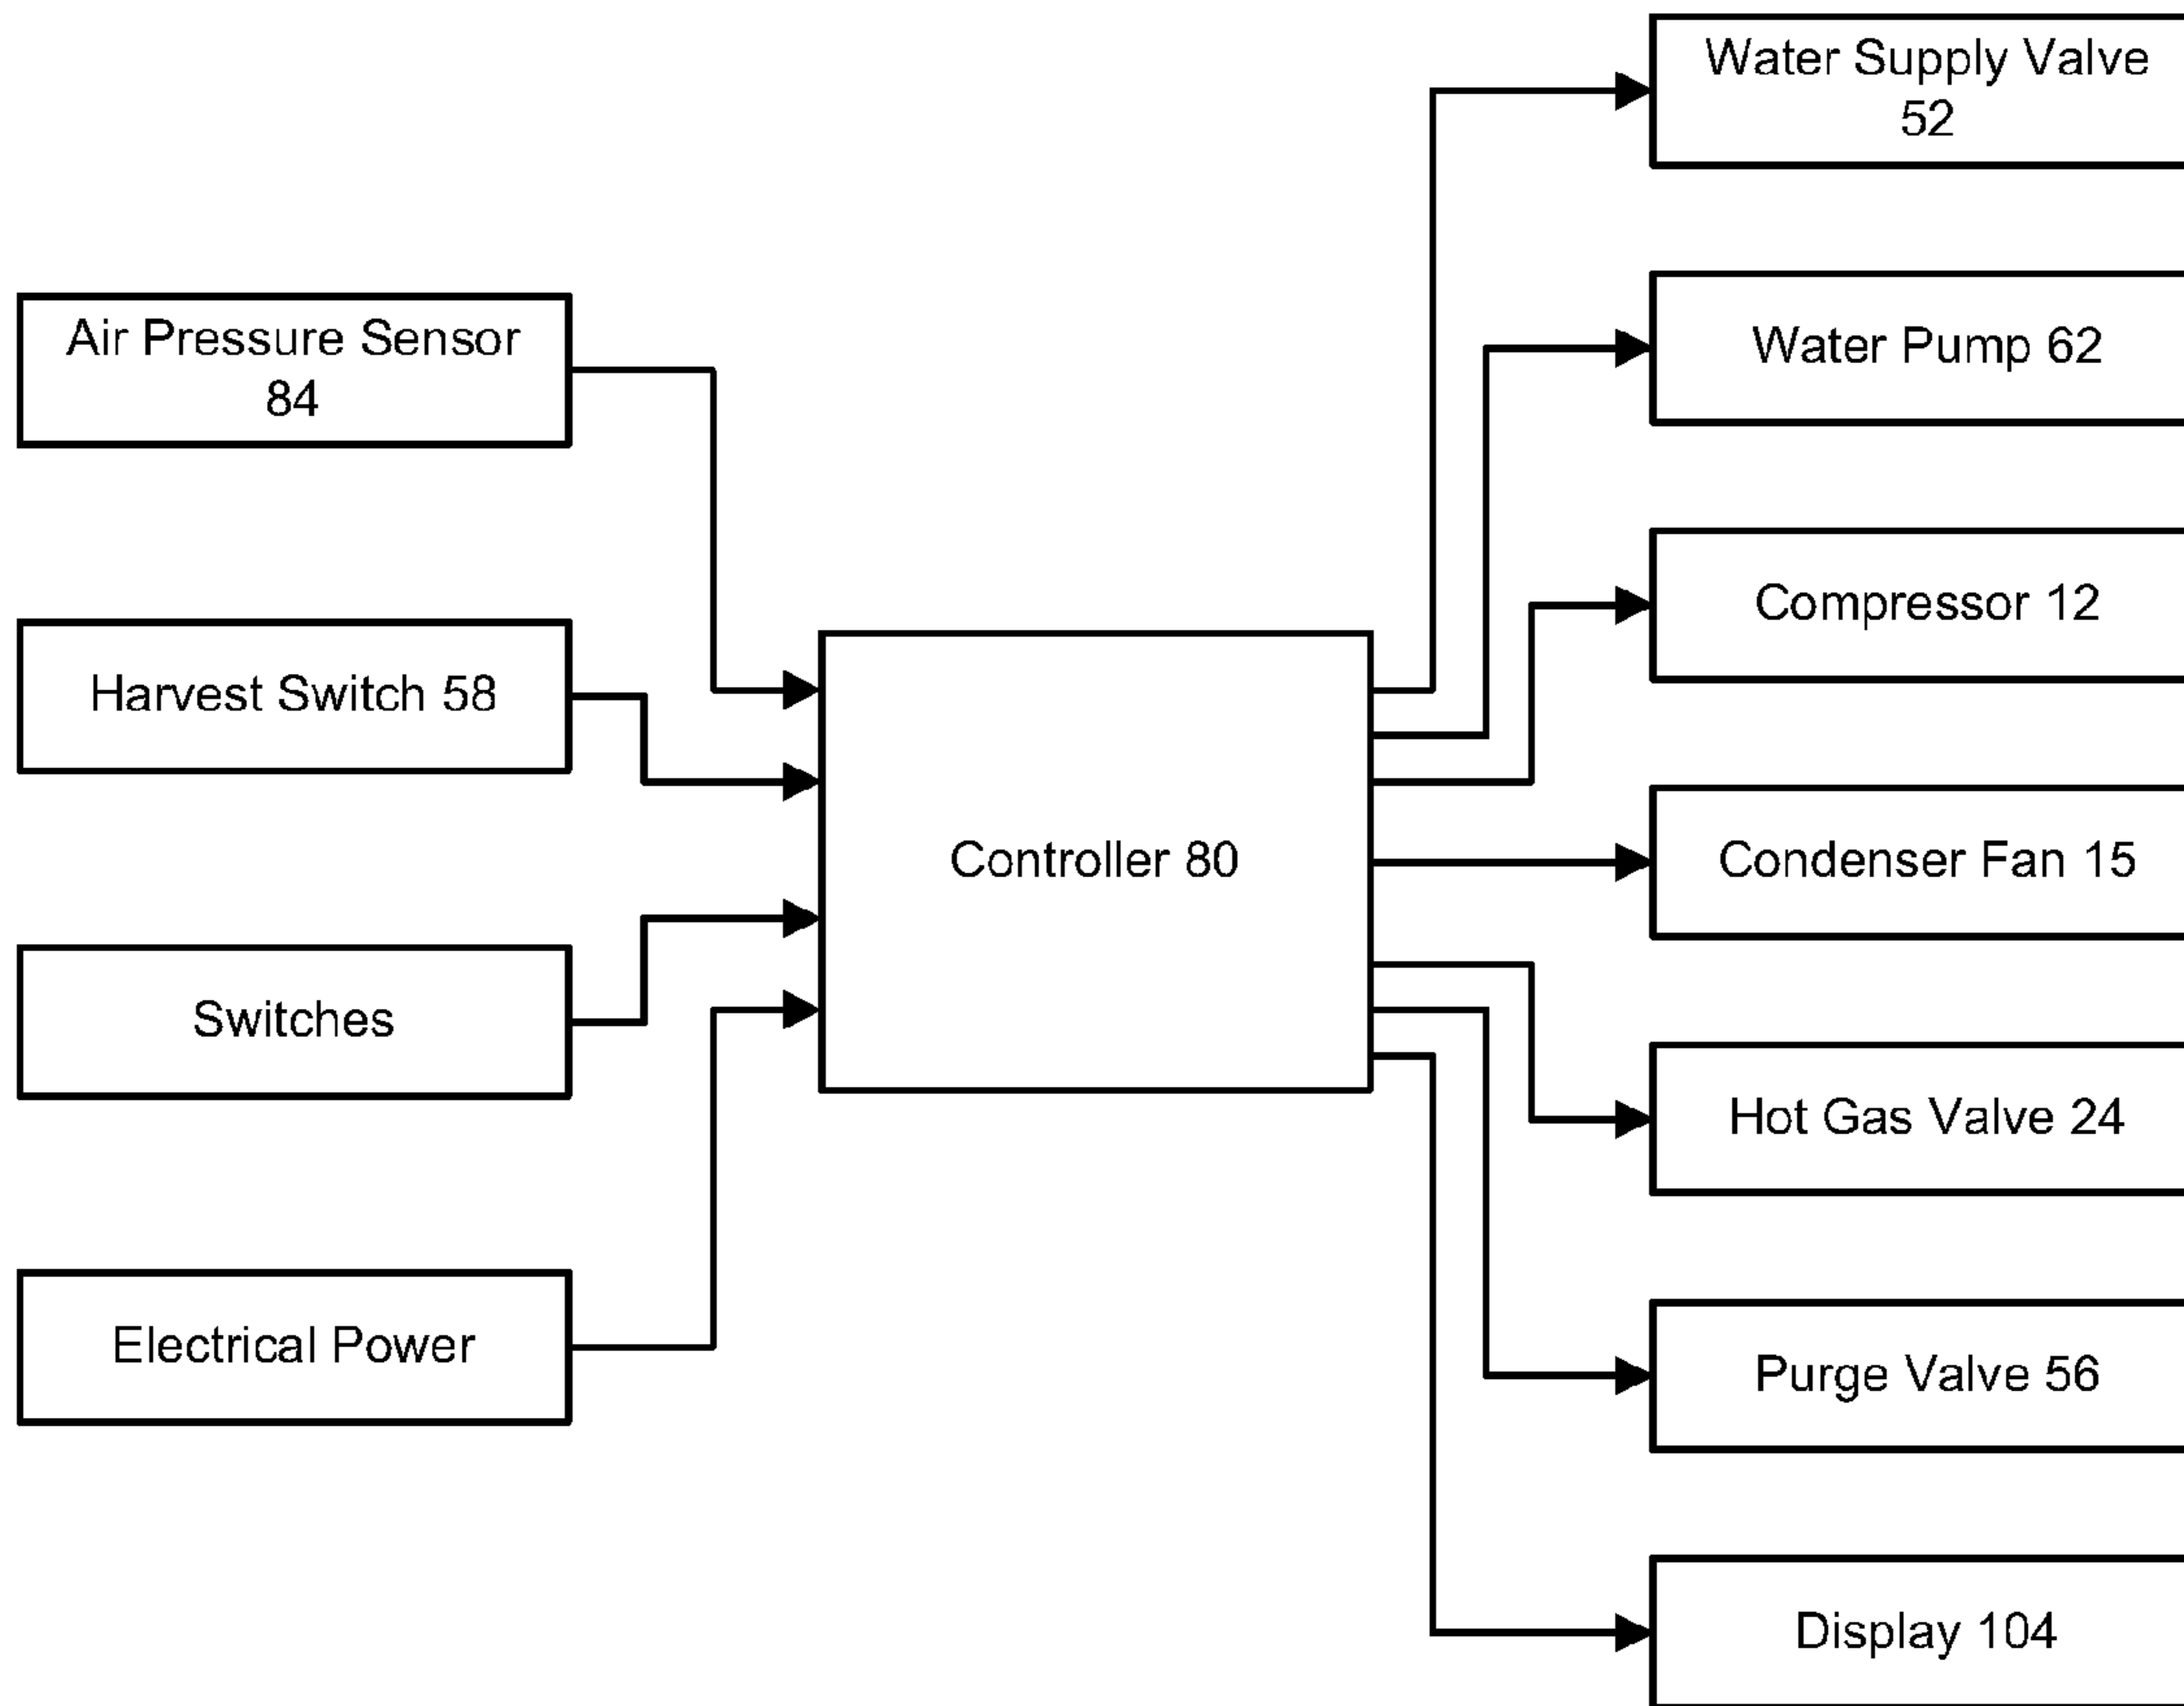 Air Pressure Sensor
84
Harvest Switch 58
Switches
Electrical Power
Controller 80
Water Supply Valve
52
Water Pump 62
Compressor 12
Condenser Fan 15
Hot Gas Valve 24
Purge Valve 56
Display 104